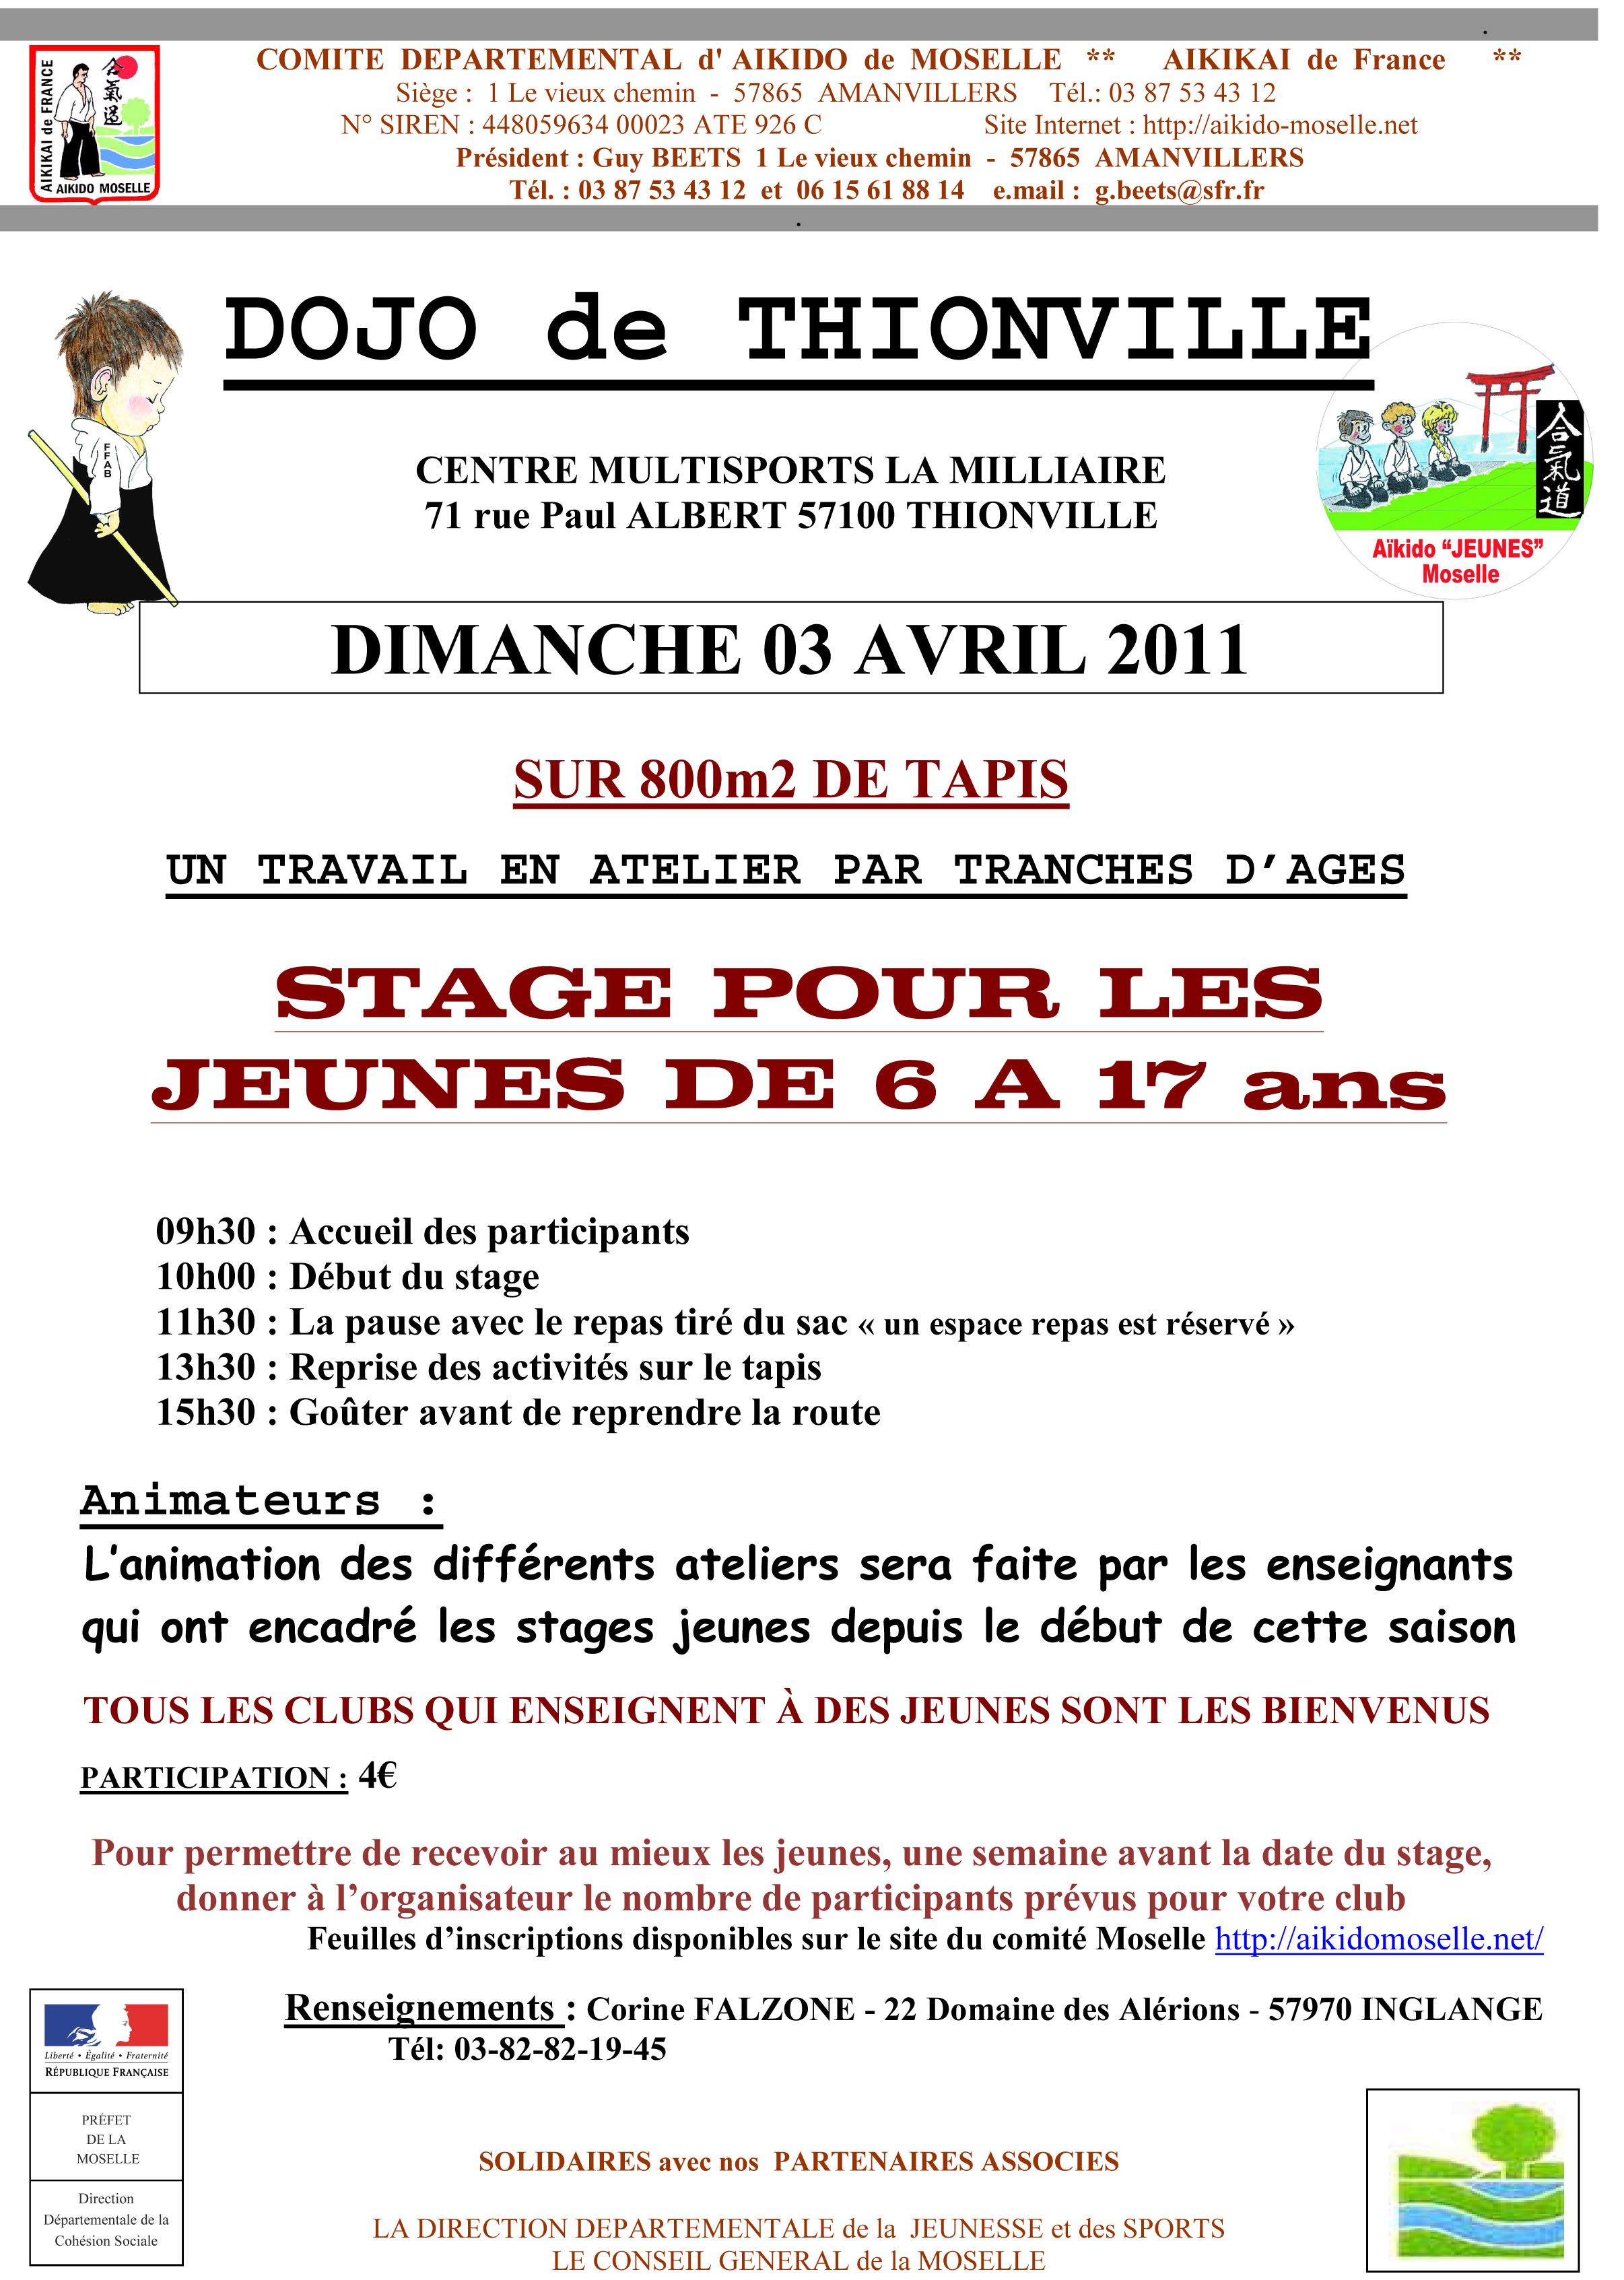 COMITE DEPARTEMENTAL d' AIKIDO de MOSELLE ** AIKIKAI de France **
Siège : 1 Le vieux chemin - 57865 AMANVILLERS Tél.: 03 87 53 43 12
N° SIREN : 448059634 00023 ATE 926 C Site Internet : http://aikido-moselle.net
Président : Guy BEETS 1 Le vieux chemin - 57865 AMANVILLERS
Tél. : 03 87 53 43 12 et 06 15 61 88 14 e.mail : g.beets@sfr.fr
AIKIKAI de FRANCE
合氣道
AIKIDO MOSELLE
DOJO de THIONVILLE
FFAB
CENTRE MULTISPORTS LA MILLIAIRE
71 rue Paul ALBERT 57100 THIONVILLE
合氣道
Aïkido “JEUNES”
Moselle
DIMANCHE 03 AVRIL 2011
SUR 800m2 DE TAPIS
UN TRAVAIL EN ATELIER PAR TRANCHES D’AGES
STAGE POUR LES
JEUNES DE 6 A 17 ans
09h30 : Accueil des participants
10h00 : Début du stage
11h30 : La pause avec le repas tiré du sac « un espace repas est réservé »
13h30 : Reprise des activités sur le tapis
15h30 : Goûter avant de reprendre la route
Animateurs :
L’animation des différents ateliers sera faite par les enseignants
qui ont encadré les stages jeunes depuis le début de cette saison
TOUS LES CLUBS QUI ENSEIGNENT À DES JEUNES SONT LES BIENVENUS
PARTICIPATION : 4€
Pour permettre de recevoir au mieux les jeunes, une semaine avant la date du stage,
donner à l’organisateur le nombre de participants prévus pour votre club
Feuilles d’inscriptions disponibles sur le site du comité Moselle http://aikidomoselle.net/
Renseignements : Corine FALZONE - 22 Domaine des Alérions - 57970 INGLANGE
Tél: 03-82-82-19-45
Liberté • Égalité • Fraternité
RÉPUBLIQUE FRANÇAISE
PRÉFET
DE LA
MOSELLE
Direction
Départementale de la
Cohésion Sociale
SOLIDAIRES avec nos PARTENAIRES ASSOCIES
LA DIRECTION DEPARTEMENTALE de la JEUNESSE et des SPORTS
LE CONSEIL GENERAL de la MOSELLE